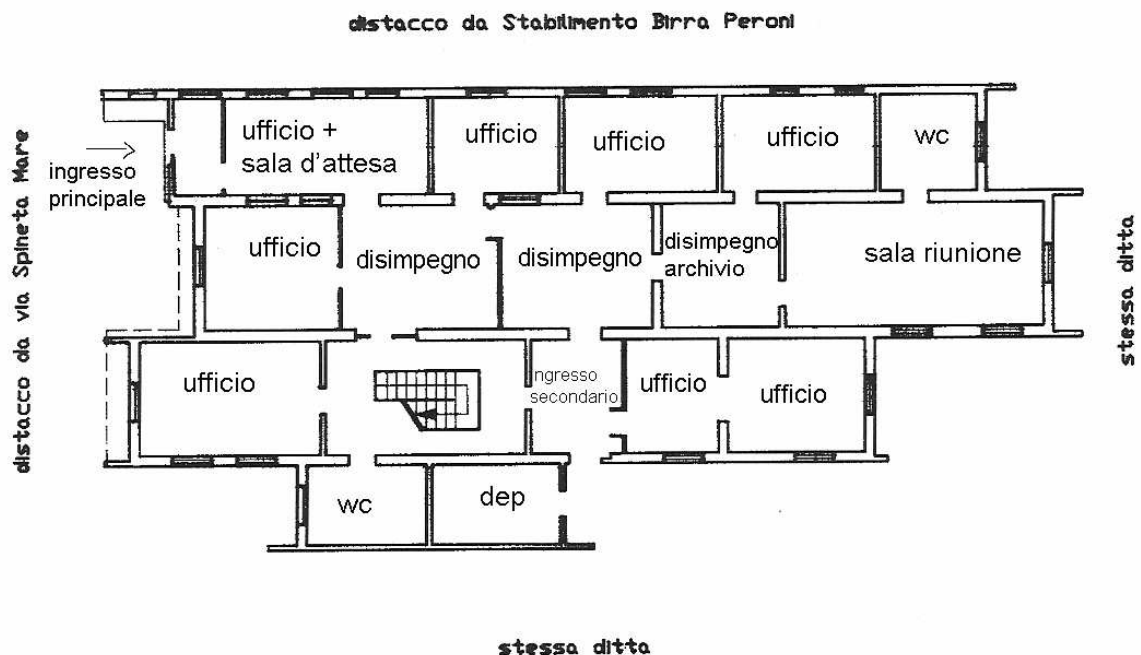 distacco da Stabilimento Birra Peroni
distacco da via Spineta Mare
ingresso
principale
ufficio +
sala d'attesa
ufficio
ufficio
ufficio
wc
ufficio
disimpegno
disimpegno
disimpegno
archivio
sala riunione
stessa ditta
ufficio
ngresso
secondario
ufficio
ufficio
wc
dep
stessa ditta